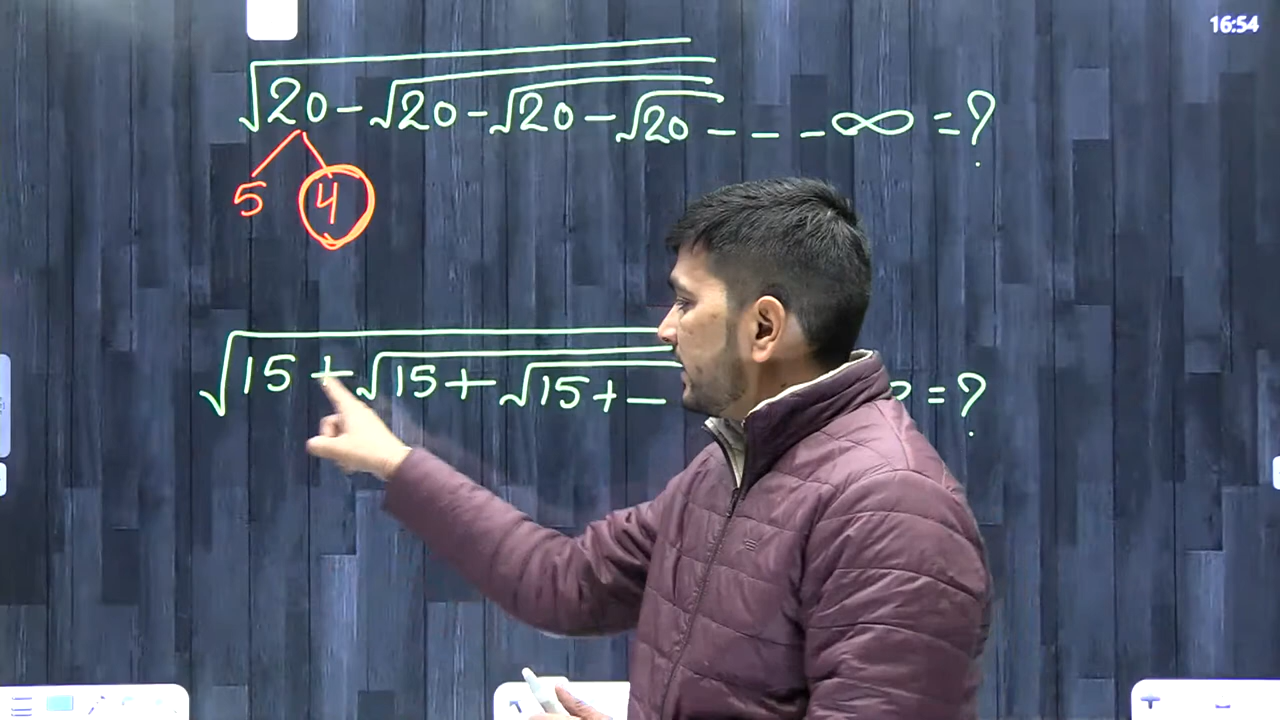 16:54
√20-√20-√20-√20 - - -∞ =?
5 4
√15+√15+√15+- =?